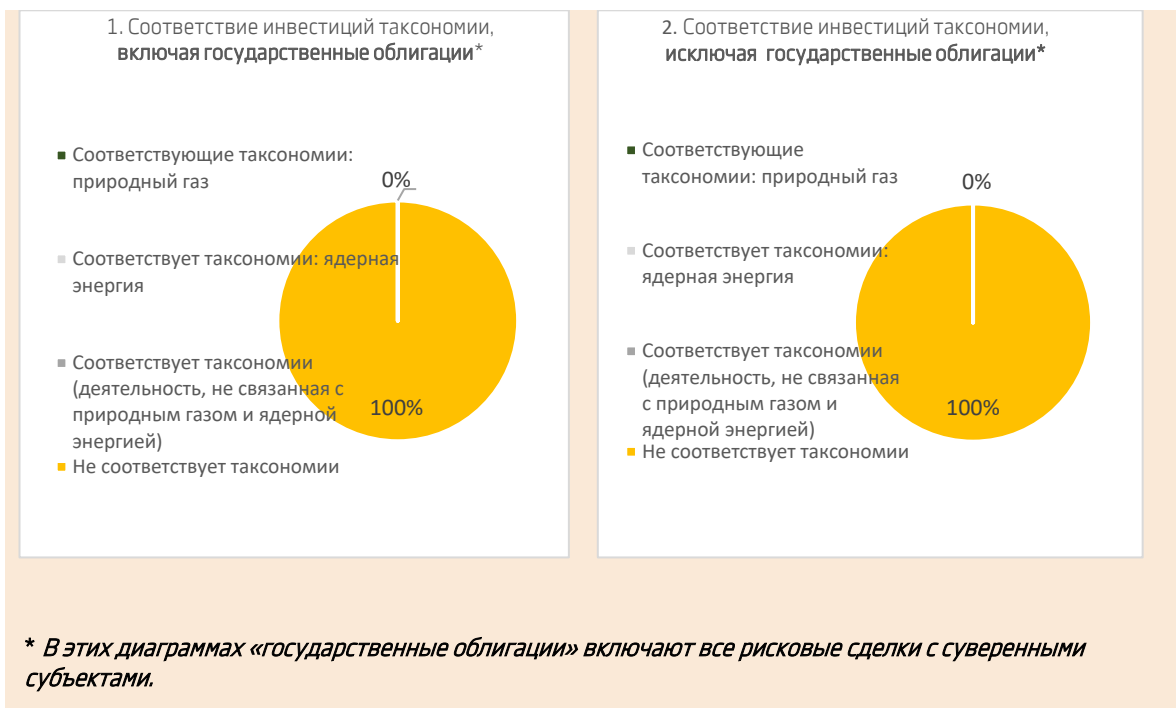 1. Соответствие инвестиций таксономии,
включая государственные облигации*
Соответствующие таксономии:
природный газ
0%
Соответствует таксономии: ядерная
энергия
Соответствует таксономии
(деятельность, не связанная с
природным газом и ядерной
энергией)
100%
Не соответствует таксономии
2. Соответствие инвестиций таксономии,
исключая государственные облигации*
Соответствующие
таксономии: природный газ
0%
Соответствует таксономии:
ядерная энергия
Соответствует таксономии
(деятельность, не связанная
с природным газом и
ядерной энергией)
100%
Не соответствует таксономии
* В этих диаграммах «государственные облигации» включают все рисковые сделки с суверенными
субъектами.